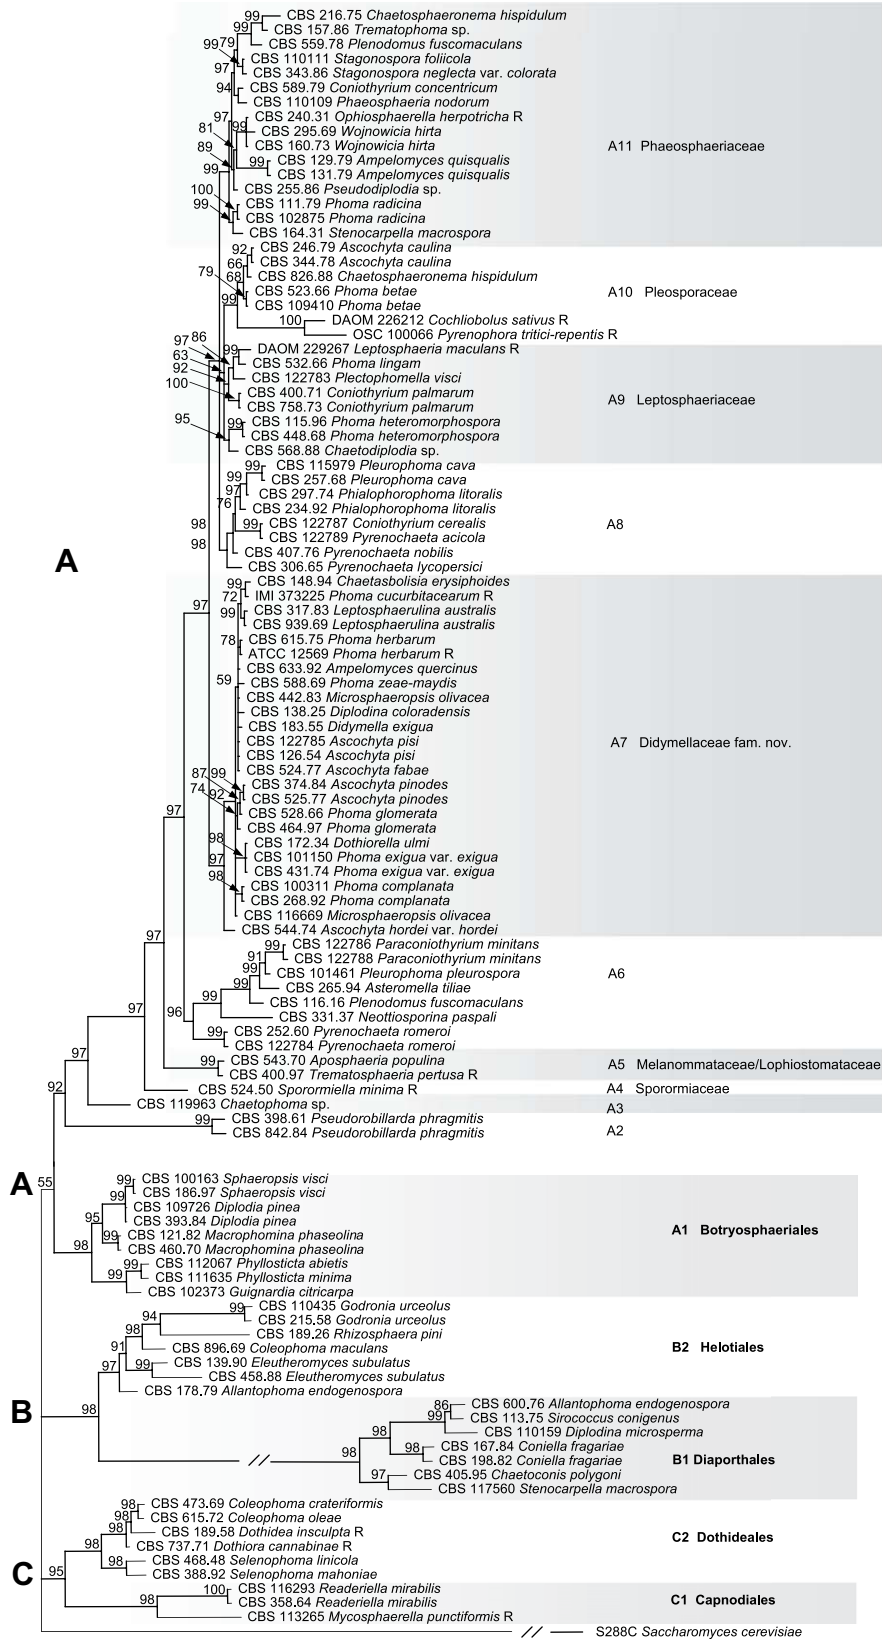 99 CBS 216.75 Chaetosphaeronema hispidulum
CBS 157.86 Trematophoma sp.
99 79 CBS 559.78 Plenodomus fuscomaculans
CBS 110111 Stagonospora foliicola
97 CBS 343.86 Stagonospora neglecta var. colorata
94 CBS 589.79 Coniothyrium concentricum
CBS 110109 Phaeosphaeria nodorum
97 CBS 240.31 Ophiosphaerella herpotricha R
81 99 CBS 295.69 Wojnowicia hirta
89 CBS 160.73 Wojnowicia hirta
A11 Phaeosphaeriaceae
99 99 CBS 129.79 Ampelomyces quisqualis
CBS 131.79 Ampelomyces quisqualis
100 CBS 255.86 Pseudodiplodia sp.
99 CBS 111.79 Phoma radicina
CBS 102875 Phoma radicina
CBS 164.31 Stenocarpella macrospora
92 CBS 246.79 Ascochyta caulina
66 CBS 344.78 Ascochyta caulina
79 68 CBS 826.88 Chaetosphaeronema hispidulum
CBS 523.66 Phoma betae
A10 Pleosporaceae
99 CBS 109410 Phoma betae
100 DAOM 226212 Cochliobolus sativus R
OSC 100066 Pyrenophora tritici-repentis R
97 86 99 DAOM 229267 Leptosphaeria maculans R
63 CBS 532.66 Phoma lingam
92 CBS 122783 Plectophomella visci
100 CBS 400.71 Coniothyrium palmarum
A9 Leptosphaeriaceae
CBS 758.73 Coniothyrium palmarum
95 99 CBS 115.96 Phoma heteromorphospora
CBS 448.68 Phoma heteromorphospora
CBS 568.88 Chaetodiplodia sp.
99 CBS 115979 Pleurophoma cava
99 CBS 257.68 Pleurophoma cava
97 CBS 297.74 Phialophorophoma litoralis
76 CBS 234.92 Phialophorophoma litoralis
98 99 CBS 122787 Coniothyrium cerealis
A8
CBS 122789 Pyrenochaeta acicola
98 CBS 407.76 Pyrenochaeta nobilis
A
CBS 306.65 Pyrenochaeta lycopersici
99 CBS 148.94 Chaetasbolisia erysiphoides
72 IMI 373225 Phoma cucurbitacearum R
97 99 CBS 317.83 Leptosphaerulina australis
CBS 939.69 Leptosphaerulina australis
78 CBS 615.75 Phoma herbarum
ATCC 12569 Phoma herbarum R
CBS 633.92 Ampelomyces quercinus
59 CBS 588.69 Phoma zeae-maydis
CBS 442.83 Microsphaeropsis olivacea
CBS 138.25 Diplodina coloradensis
CBS 183.55 Didymella exigua
CBS 122785 Ascochyta pisi
A7 Didymellaceae fam. nov.
CBS 126.54 Ascochyta pisi
CBS 524.77 Ascochyta fabae
87 99 CBS 374.84 Ascochyta pinodes
74 92 CBS 525.77 Ascochyta pinodes
97 CBS 528.66 Phoma glomerata
CBS 464.97 Phoma glomerata
98 CBS 172.34 Dothiorella ulmi
97 CBS 101150 Phoma exigua var. exigua
98 CBS 431.74 Phoma exigua var. exigua
CBS 100311 Phoma complanata
CBS 268.92 Phoma complanata
CBS 116669 Microsphaeropsis olivacea
97 CBS 544.74 Ascochyta hordei var. hordei
99 CBS 122786 Paraconiothyrium minitans
91 CBS 122788 Paraconiothyrium minitans
99 CBS 101461 Pleurophoma pleurospora
A6
CBS 265.94 Asteromella tiliae
99 CBS 116.16 Plenodomus fuscomaculans
97 96 CBS 331.37 Neottiosporina paspali
99 CBS 252.60 Pyrenochaeta romeroi
CBS 122784 Pyrenochaeta romeroi
97 99 CBS 543.70 Aposphaeria populina
A5 Melanommataceae/Lophiostomataceae
CBS 400.97 Trematosphaeria pertusa R
92 CBS 524.50 Sporormiella minima R
A4 Sporormiaceae
CBS 119963 Chaetophoma sp.
A3
99 CBS 398.61 Pseudorobillarda phragmitis
CBS 842.84 Pseudorobillarda phragmitis
A2
A
55 99 CBS 100163 Sphaeropsis visci
99 CBS 186.97 Sphaeropsis visci
CBS 109726 Diplodia pinea
95 CBS 393.84 Diplodia pinea
A1 Botryosphaeriales
99 CBS 121.82 Macrophomina phaseolina
98 CBS 460.70 Macrophomina phaseolina
99 CBS 112067 Phyllosticta abietis
99 CBS 111635 Phyllosticta minima
CBS 102373 Guignardia citricarpa
99 CBS 110435 Godronia urceolus
94 CBS 215.58 Godronia urceolus
98 CBS 189.26 Rhizosphaera pini
91 CBS 896.69 Coleophoma maculans
B2 Helotiales
97 99 CBS 139.90 Eleutheromyces subulatus
CBS 458.88 Eleutheromyces subulatus
CBS 178.79 Allantophoma endogenospora
B
98 86 CBS 600.76 Allantophoma endogenospora
99 CBS 113.75 Sirococcus conigenus
98 CBS 110159 Diplodina microsperma
98 98 CBS 167.84 Coniella fragariae
CBS 198.82 Coniella fragariae
B1 Diaporthales
97 CBS 405.95 Chaetoconis polygoni
CBS 117560 Stenocarpella macrospora
98 CBS 473.69 Coleophoma crateriformis
98 CBS 615.72 Coleophoma oleae
98 CBS 189.58 Dothidea insculpta R
C2 Dothideales
98 CBS 737.71 Dothiora cannabinae R
98 CBS 468.48 Selenophoma linicola
C
95 CBS 388.92 Selenophoma mahoniae
100 CBS 116293 Readeriella mirabilis
98 CBS 358.64 Readeriella mirabilis
C1 Capnodiales
CBS 113265 Mycosphaerella punctiformis R
S288C Saccharomyces cerevisiae